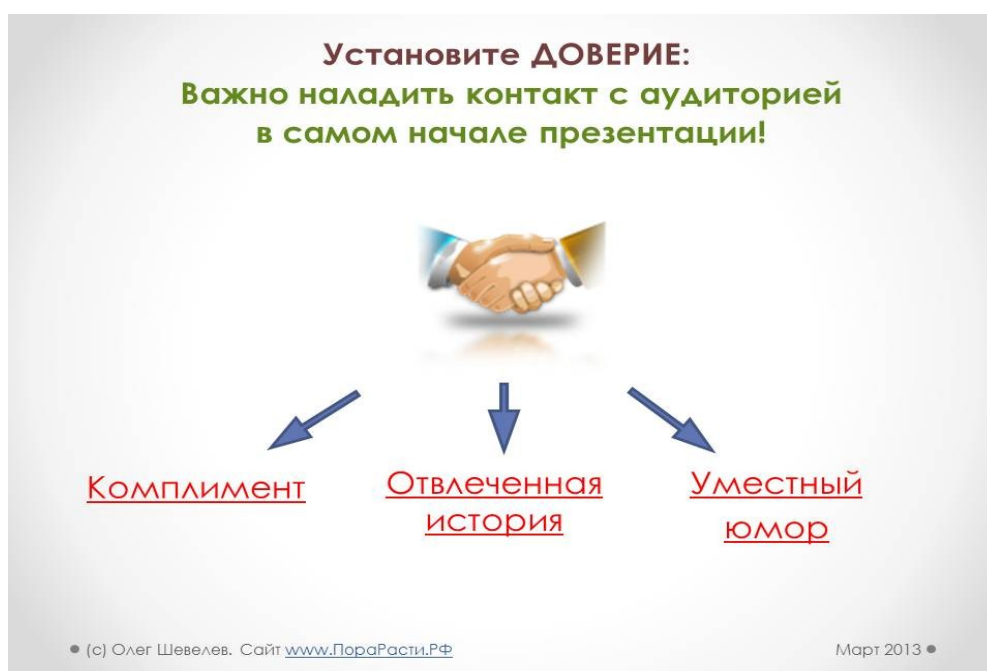 Установите ДОВЕРИЕ:
Важно наладить контакт с аудиторией
в самом начале презентации!
Комплимент
Отвлеченная
история
Уместный
юмор
(с) Олег Шевелев. Сайт www.ПораРасти.РФ
Март 2013